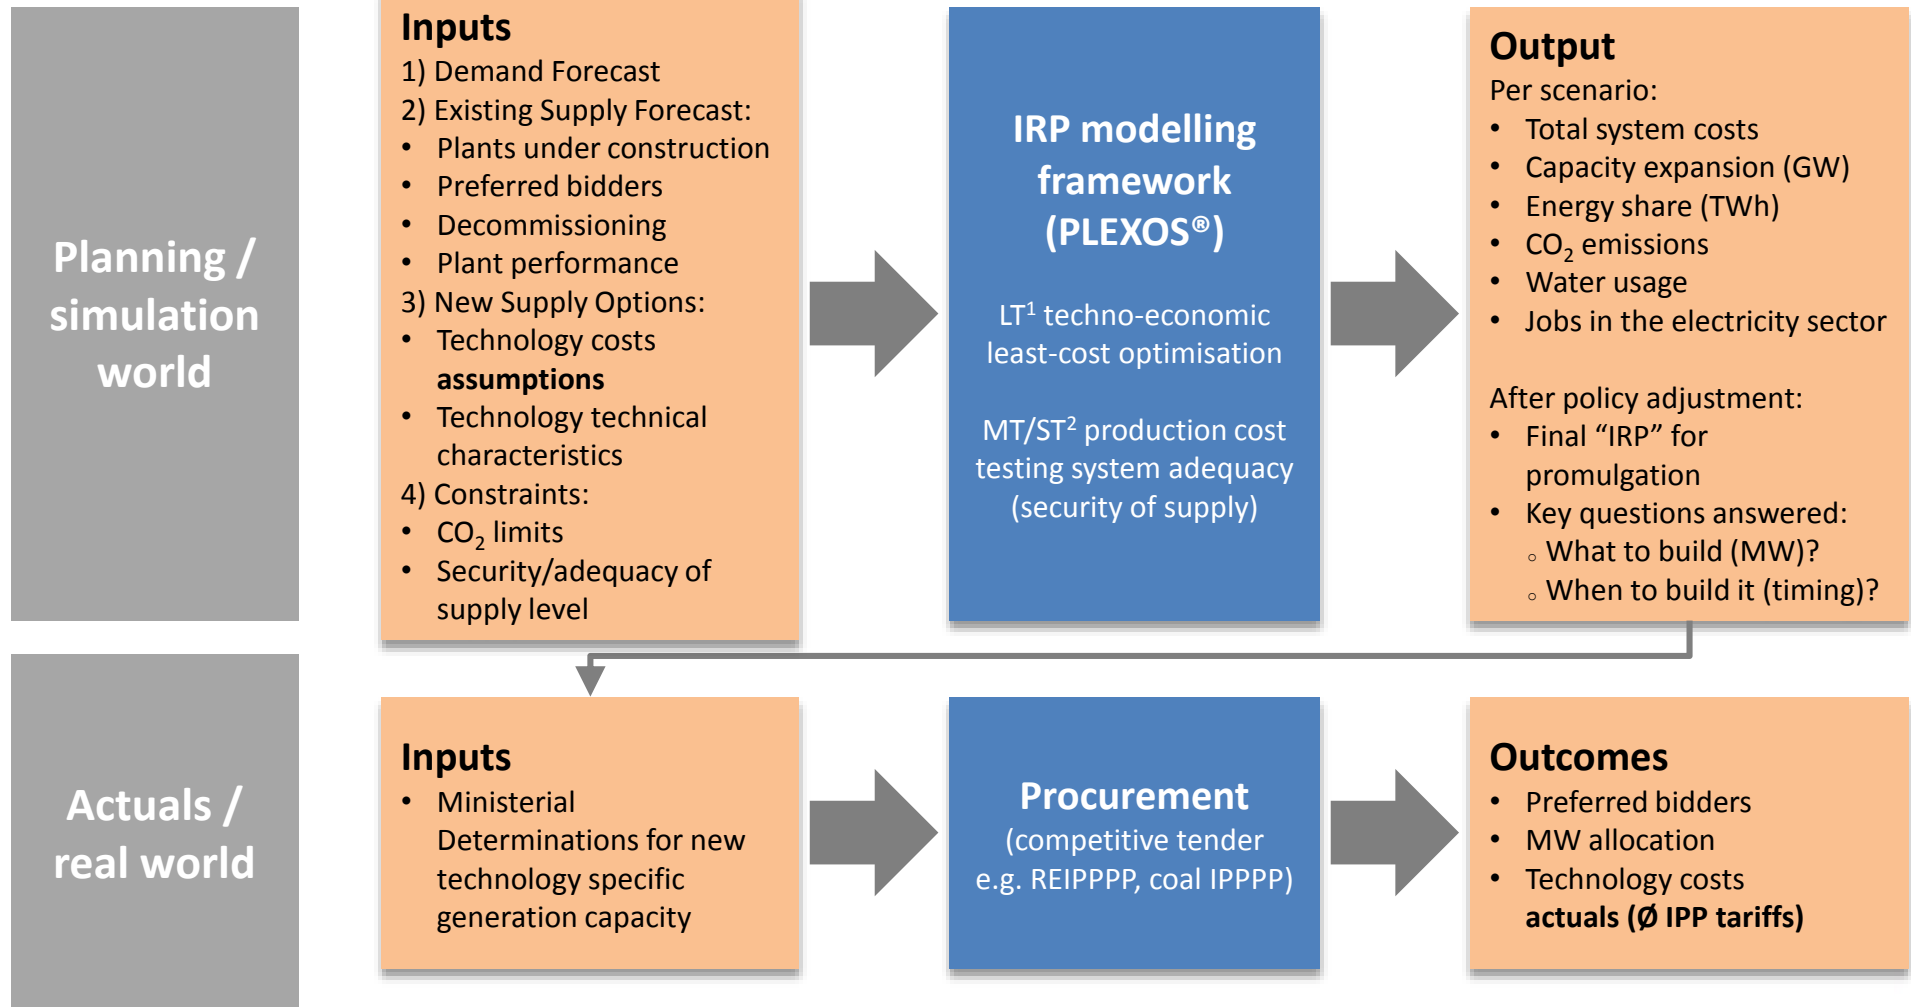 Planning /
simulation
world
Inputs
1) Demand Forecast
2) Existing Supply Forecast:
• Plants under construction
• Preferred bidders
• Decommissioning
• Plant performance
3) New Supply Options:
• Technology costs
assumptions
• Technology technical
characteristics
4) Constraints:
• CO₂ limits
• Security/adequacy of
supply level
IRP modelling
framework
(PLEXOS®)
LT¹ techno-economic
least-cost optimisation
MT/ST² production cost
testing system adequacy
(security of supply)
Output
Per scenario:
• Total system costs
• Capacity expansion (GW)
• Energy share (TWh)
• CO₂ emissions
• Water usage
• Jobs in the electricity sector
After policy adjustment:
• Final “IRP” for
promulgation
• Key questions answered:
○ What to build (MW)?
○ When to build it (timing)?
Actuals /
real world
Inputs
• Ministerial
Determinations for new
technology specific
generation capacity
Procurement
(competitive tender
e.g. REIPPPP, coal IPPPP)
Outcomes
• Preferred bidders
• MW allocation
• Technology costs
actuals (Ø IPP tariffs)